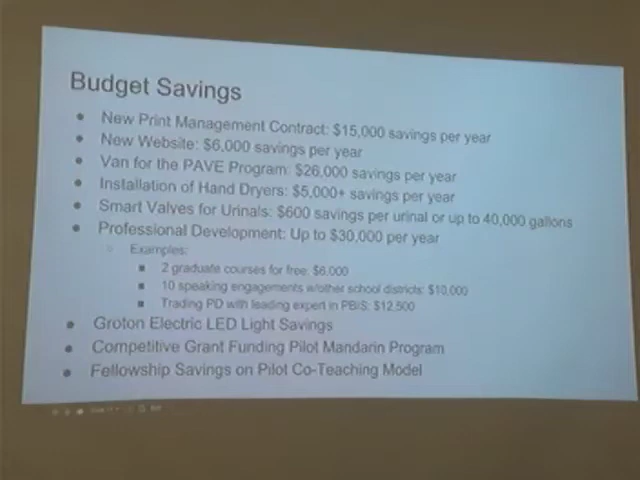 Budget Savings
New Print Management Contract: $15,000 savings per year
New Website: $6,000 savings per year
Van for the PAVE Program: $26,000 savings per year
Installation of Hand Dryers: $5,000+ savings per year
Smart Valves for Urinals: $600 savings per urinal or up to 40,000 gallons
Professional Development: Up to $30,000 per year
Examples:
2 graduate courses for free: $6,000
10 speaking engagements w/other school districts: $10,000
Trading PD with leading expert in PBIS: $12,500
Groton Electric LED Light Savings
Competitive Grant Funding Pilot Mandarin Program
Fellowship Savings on Pilot Co-Teaching Model